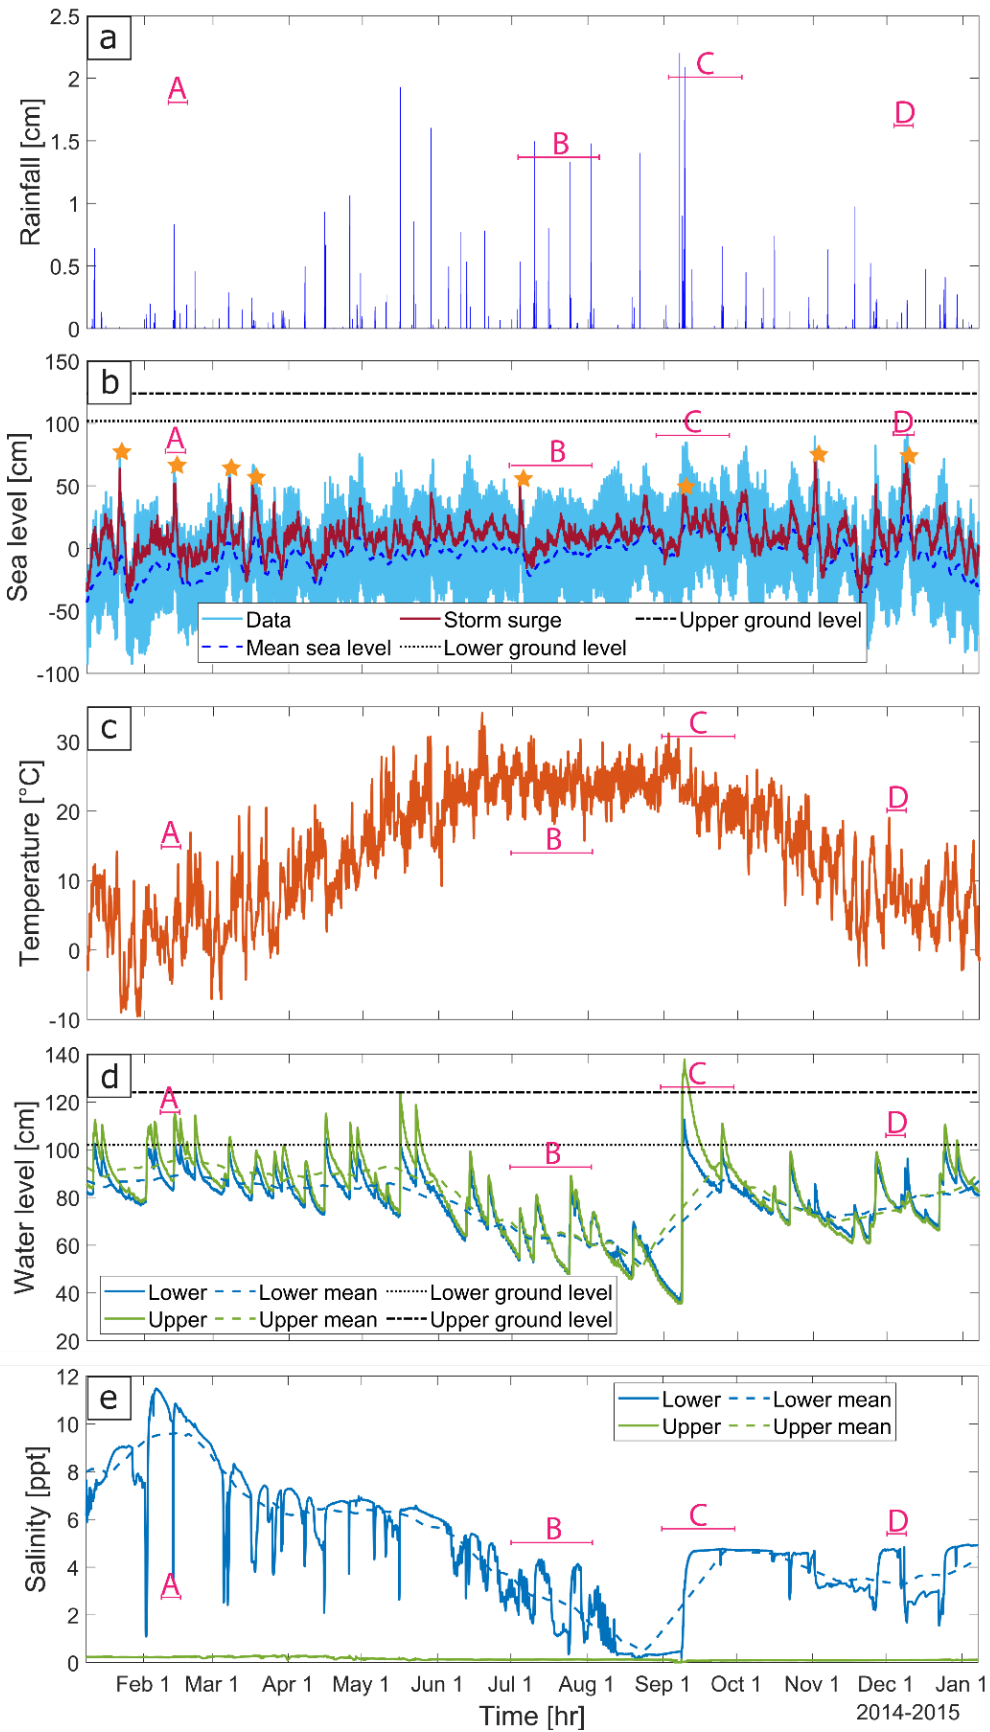 a
2.5
2
1.5
1
0.5
0
Rainfall [cm]
A
B
C
D
b
150
100
50
0
-50
-100
Sea level [cm]
A
B
C
D
Data
Storm surge
Upper ground level
Mean sea level
Lower ground level
c
30
20
10
0
-10
Temperature [°C]
A
B
C
D
d
140
120
100
80
60
40
20
Water level [cm]
A
B
C
D
Lower
Lower mean
Lower ground level
Upper
Upper mean
Upper ground level
e
12
10
8
6
4
2
0
Salinity [ppt]
A
B
C
D
Lower
Lower mean
Upper
Upper mean
Feb 1 Mar 1 Apr 1 May 1 Jun 1 Jul 1 Aug 1 Sep 1 Oct 1 Nov 1 Dec 1 Jan 1
Time [hr]
2014-2015